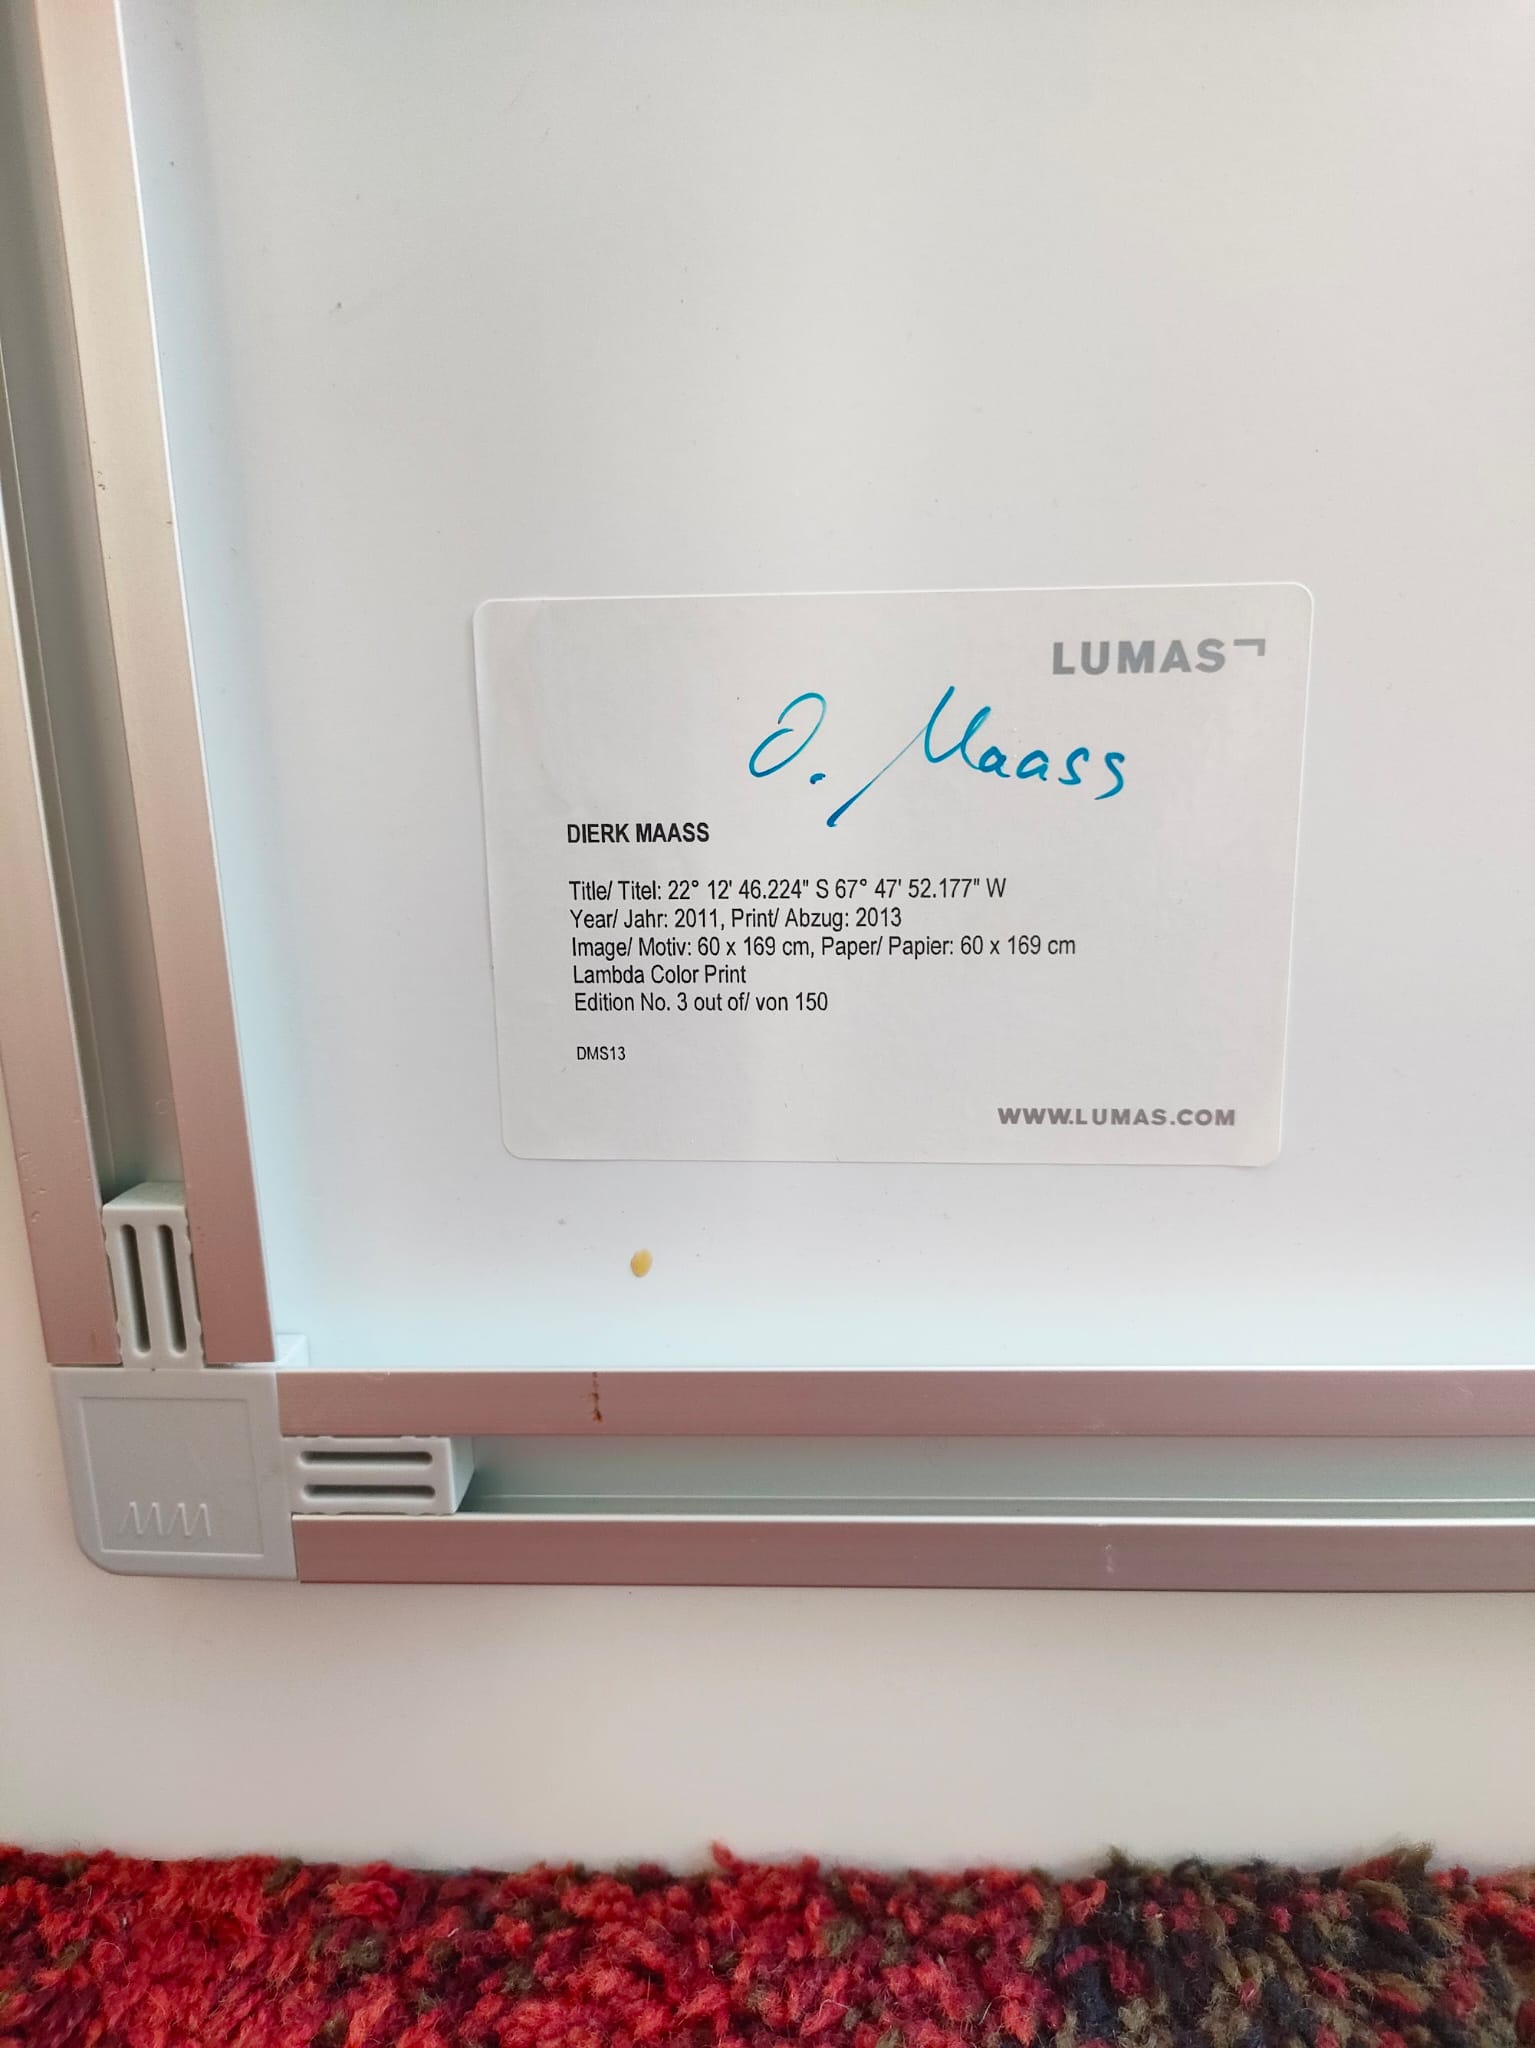 LUMAS
D. Maass
DIERK MAASS
Title/ Titel: 22° 12' 46.224" S 67° 47' 52.177" W
Year/ Jahr: 2011, Print/ Abzug: 2013
Image/ Motiv: 60 x 169 cm, Paper/ Papier: 60 x 169 cm
Lambda Color Print
Edition No. 3 out of/ von 150
DMS13
WWW.LUMAS.COM